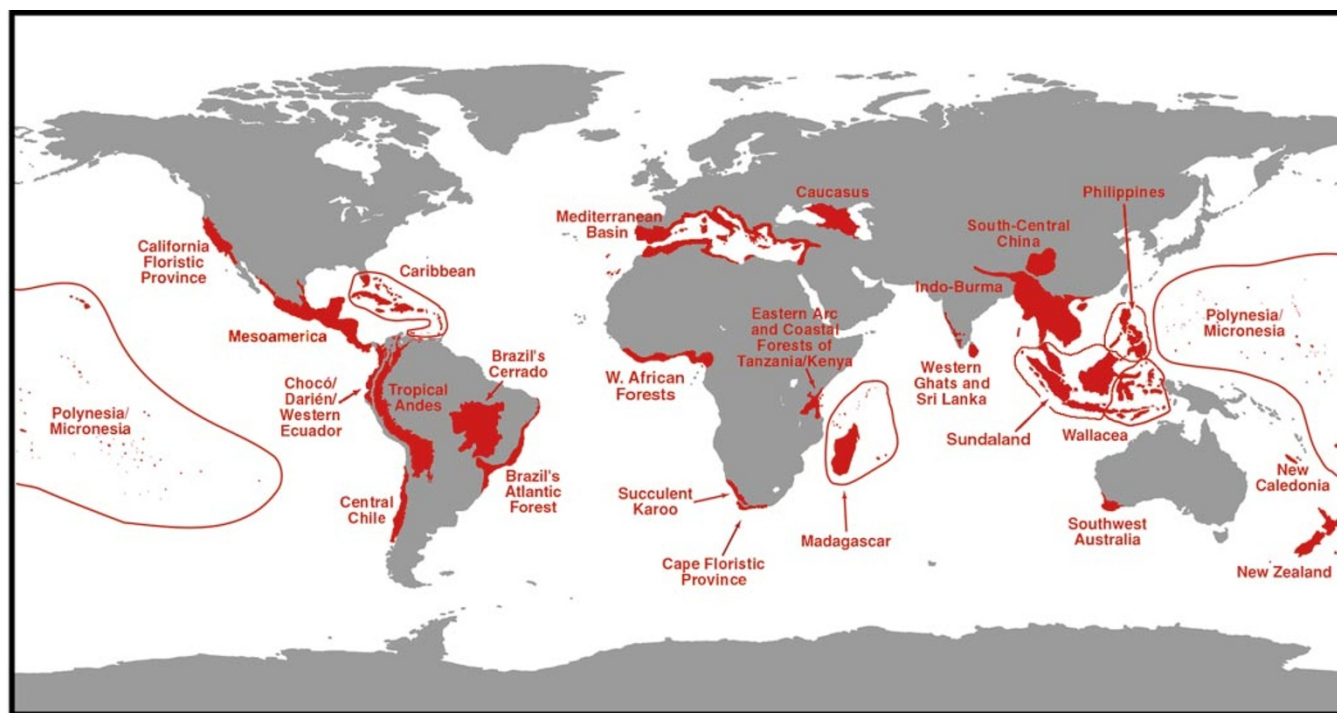 Caucasus
Philippines
Mediterranean
Basin
South-Central
China
California
Floristic
Province
Caribbean
Indo-Burma
Eastern Arc
and Coastal
Forests of
Tanzania/Kenya
Polynesia/
Micronesia
Mesoamerica
Brazil's
Cerrado
W. African
Forests
Western
Ghats and
Sri Lanka
Chocó/
Darién/
Western
Ecuador
Tropical
Andes
Polynesia/
Micronesia
Sundaland
Wallacea
New
Caledonia
Central
Chile
Brazil's
Atlantic
Forest
Succulent
Karoo
Madagascar
Southwest
Australia
Cape Floristic
Province
New Zealand